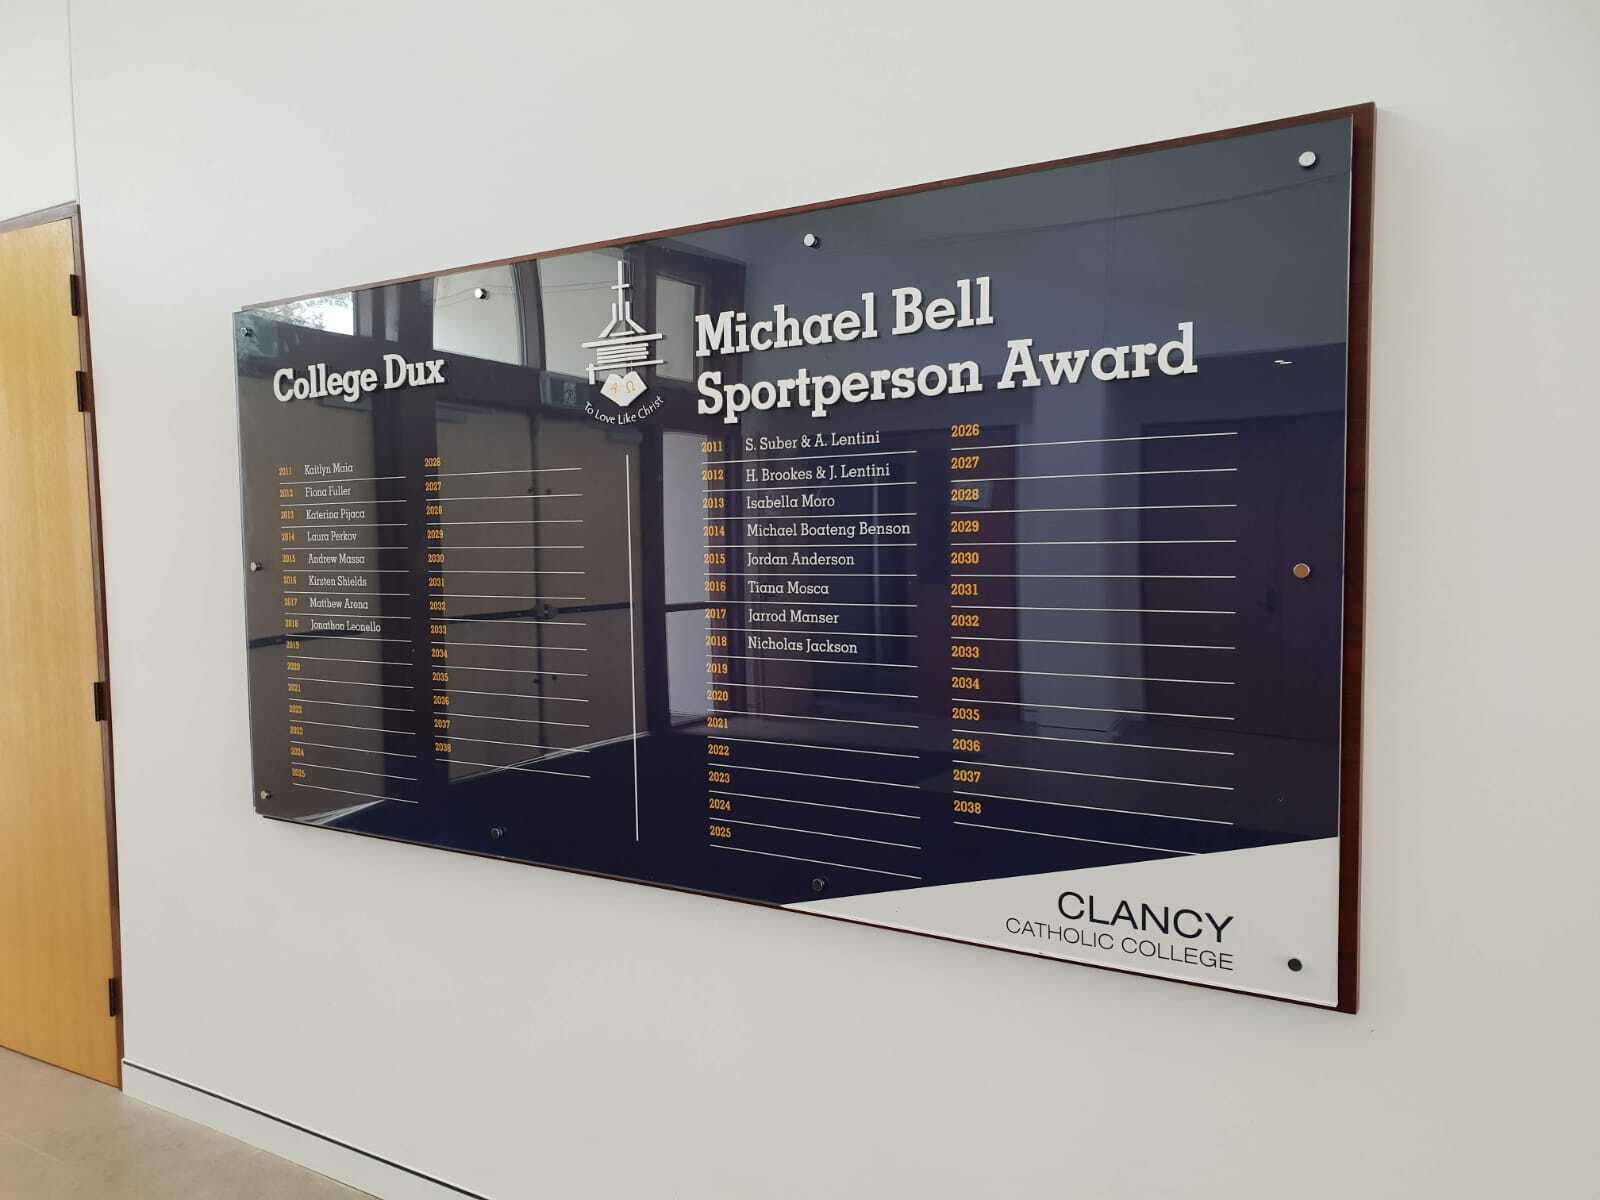 College Dux
2011 Kaitlyn Maia
2012 Fiona Fuller
2013 Katerina Pijaca
2014 Laura Perkov
2015 Andrew Massa
2016 Kirsten Shields
2017 Matthew Arena
2018 Jonathan Leonello
2019
2020
2021
2022
2023
2024
2025
2026
2027
2028
2029
2030
2031
2032
2033
2034
2035
2036
2037
2038
Α Ω
To Love Like Christ
Michael Bell
Sportperson Award
2011 S. Suber & A. Lentini
2012 H. Brookes & J. Lentini
2013 Isabella Moro
2014 Michael Boateng Benson
2015 Jordan Anderson
2016 Tiana Mosca
2017 Jarrod Manser
2018 Nicholas Jackson
2019
2020
2021
2022
2023
2024
2025
2026
2027
2028
2029
2030
2031
2032
2033
2034
2035
2036
2037
2038
CLANCY
CATHOLIC COLLEGE